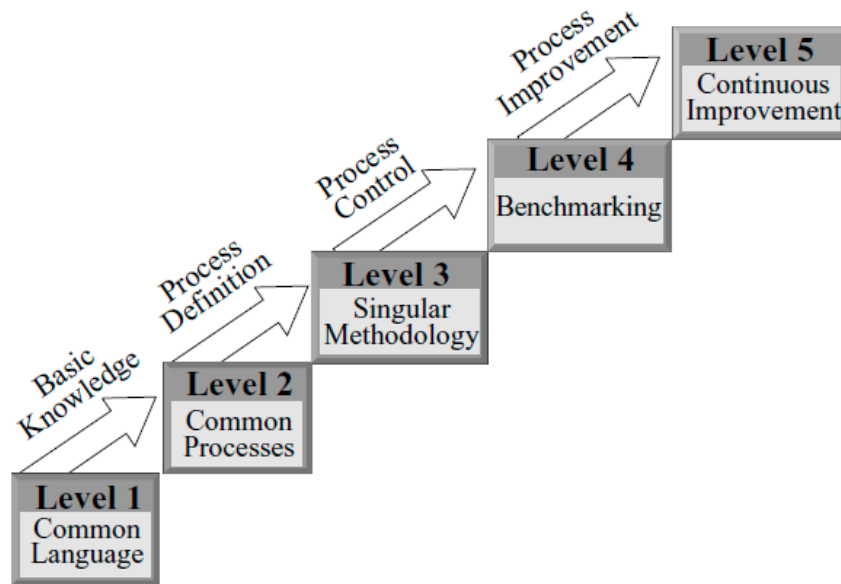 Level 1
Common
Language
Basic
Knowledge
Level 2
Common
Processes
Process
Definition
Level 3
Singular
Methodology
Process
Control
Level 4
Benchmarking
Process
Improvement
Level 5
Continuous
Improvement